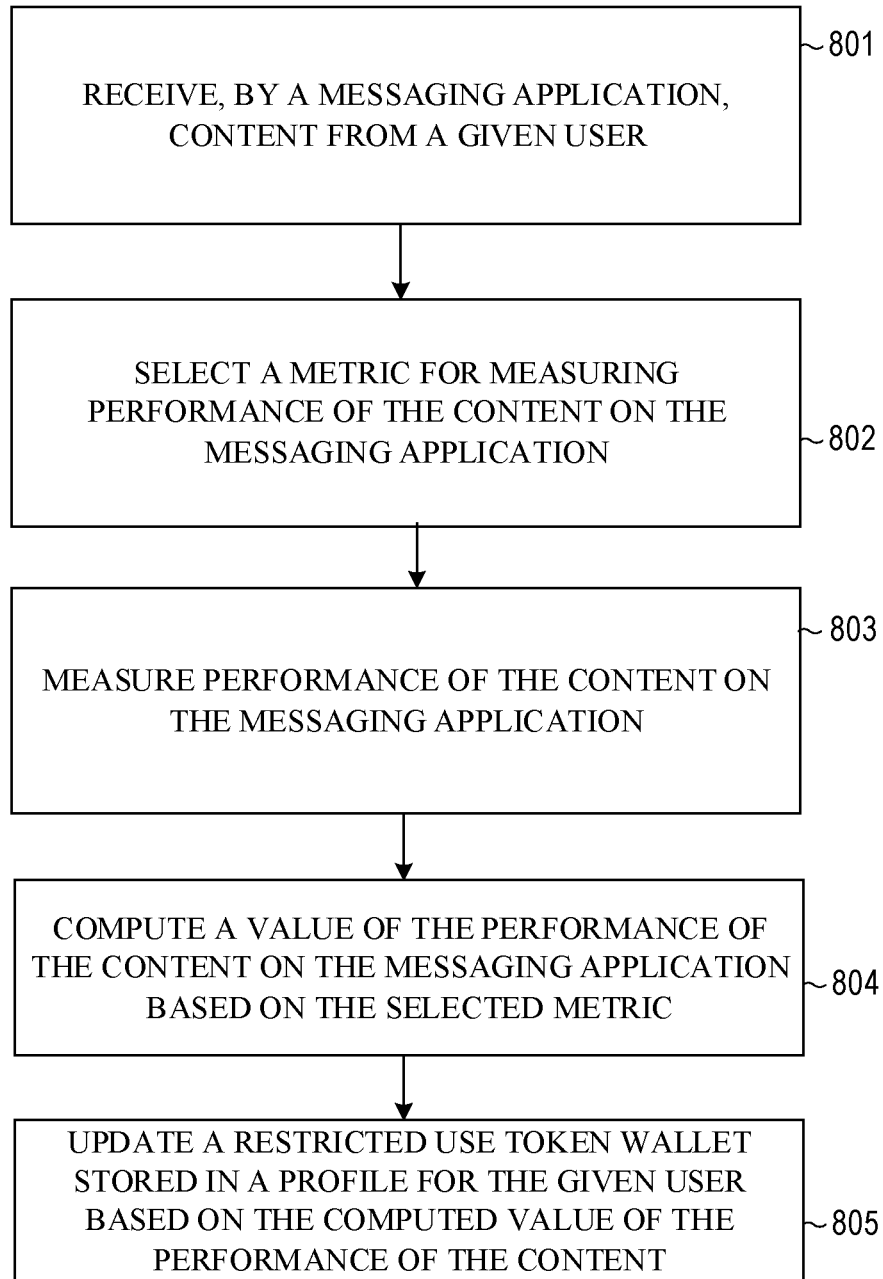 801
RECEIVE, BY A MESSAGING APPLICATION,
CONTENT FROM A GIVEN USER
SELECT A METRIC FOR MEASURING
PERFORMANCE OF THE CONTENT ON THE
MESSAGING APPLICATION
802
803
MEASURE PERFORMANCE OF THE CONTENT ON
THE MESSAGING APPLICATION
COMPUTE A VALUE OF THE PERFORMANCE OF
THE CONTENT ON THE MESSAGING APPLICATION
BASED ON THE SELECTED METRIC
804
UPDATE A RESTRICTED USE TOKEN WALLET
STORED IN A PROFILE FOR THE GIVEN USER
BASED ON THE COMPUTED VALUE OF THE
PERFORMANCE OF THE CONTENT
805